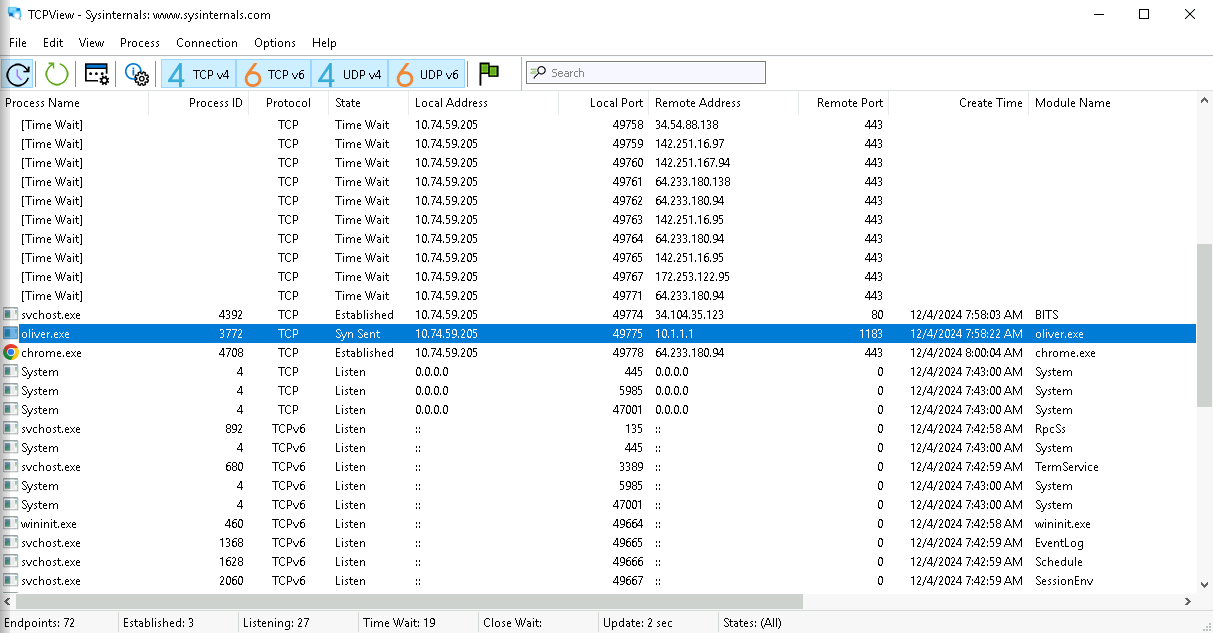 TCPView - Sysinternals: www.sysinternals.com
File Edit View Process Connection Options Help
4 TCP v4 6 TCP v6 4 UDP v4 6 UDP v6 Search
Process Name Process ID Protocol State Local Address Local Port Remote Address Remote Port Create Time Module Name
[Time Wait] TCP Time Wait 10.74.59.205 49758 34.54.88.138 443
[Time Wait] TCP Time Wait 10.74.59.205 49759 142.251.16.97 443
[Time Wait] TCP Time Wait 10.74.59.205 49760 142.251.167.94 443
[Time Wait] TCP Time Wait 10.74.59.205 49761 64.233.180.138 443
[Time Wait] TCP Time Wait 10.74.59.205 49762 64.233.180.94 443
[Time Wait] TCP Time Wait 10.74.59.205 49763 142.251.16.95 443
[Time Wait] TCP Time Wait 10.74.59.205 49764 64.233.180.94 443
[Time Wait] TCP Time Wait 10.74.59.205 49765 142.251.16.95 443
[Time Wait] TCP Time Wait 10.74.59.205 49767 172.253.122.95 443
[Time Wait] TCP Time Wait 10.74.59.205 49771 64.233.180.94 443
svchost.exe 4392 TCP Established 10.74.59.205 49774 34.104.35.123 80 12/4/2024 7:58:03 AM BITS
oliver.exe 3772 TCP Syn Sent 10.74.59.205 49775 10.1.1.1 1183 12/4/2024 7:58:22 AM oliver.exe
chrome.exe 4708 TCP Established 10.74.59.205 49778 64.233.180.94 443 12/4/2024 8:00:04 AM chrome.exe
System 4 TCP Listen 0.0.0.0 445 0.0.0.0 0 12/4/2024 7:43:00 AM System
System 4 TCP Listen 0.0.0.0 5985 0.0.0.0 0 12/4/2024 7:43:00 AM System
System 4 TCP Listen 0.0.0.0 47001 0.0.0.0 0 12/4/2024 7:43:00 AM System
svchost.exe 892 TCPv6 Listen :: 135 :: 0 12/4/2024 7:42:58 AM RpcSs
System 4 TCPv6 Listen :: 445 :: 0 12/4/2024 7:43:00 AM System
svchost.exe 680 TCPv6 Listen :: 3389 :: 0 12/4/2024 7:42:59 AM TermService
System 4 TCPv6 Listen :: 5985 :: 0 12/4/2024 7:43:00 AM System
System 4 TCPv6 Listen :: 47001 :: 0 12/4/2024 7:43:00 AM System
wininit.exe 460 TCPv6 Listen :: 49664 :: 0 12/4/2024 7:42:58 AM wininit.exe
svchost.exe 1368 TCPv6 Listen :: 49665 :: 0 12/4/2024 7:42:59 AM EventLog
svchost.exe 1628 TCPv6 Listen :: 49666 :: 0 12/4/2024 7:42:59 AM Schedule
svchost.exe 2060 TCPv6 Listen :: 49667 :: 0 12/4/2024 7:42:59 AM SessionEnv
Endpoints: 72 Established: 3 Listening: 27 Time Wait: 19 Close Wait: Update: 2 sec States: (All)